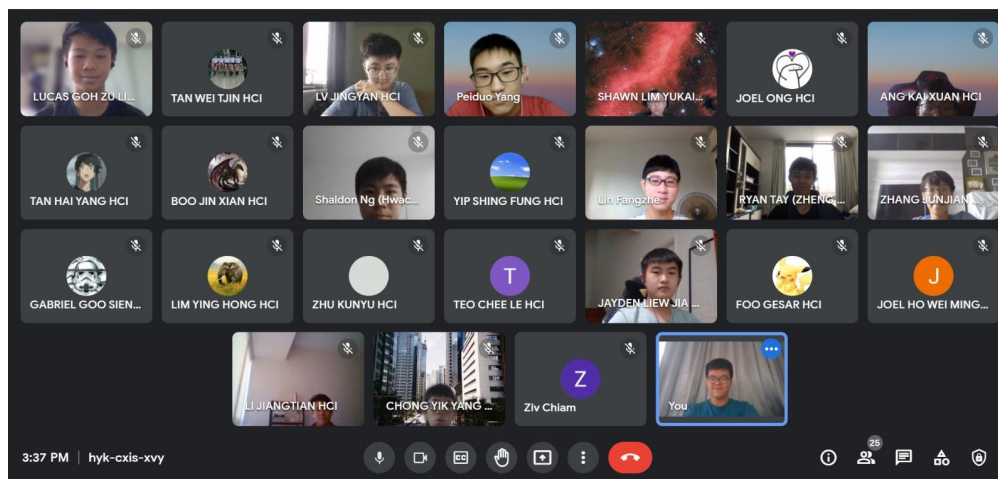 LUCAS GOH ZU LI...
TAN WEI TJIN HCI
LV JINGYAN HCI
Peiduo Yang
SHAWN LIM YUKAI...
JOEL ONG HCI
ANG KAI XUAN HCI
TAN HAI YANG HCI
BOO JIN XIAN HCI
Shaldon Ng (Hwac...
YIP SHING FUNG HCI
Lin Fangzhe
RYAN TAY (ZHENG ...
ZHANG JUNJIAN...
GABRIEL GOO SIEN...
LIM YING HONG HCI
ZHU KUNYU HCI
T
TEO CHEE LE HCI
JAYDEN LIEW JIA ...
FOO GESAR HCI
J
JOEL HO WEI MING...
LI JIANGTIAN HCI
CHONG YIK YANG ...
Z
Ziv Chiam
You
3:37 PM | hyk-cxis-xvy
CC
25